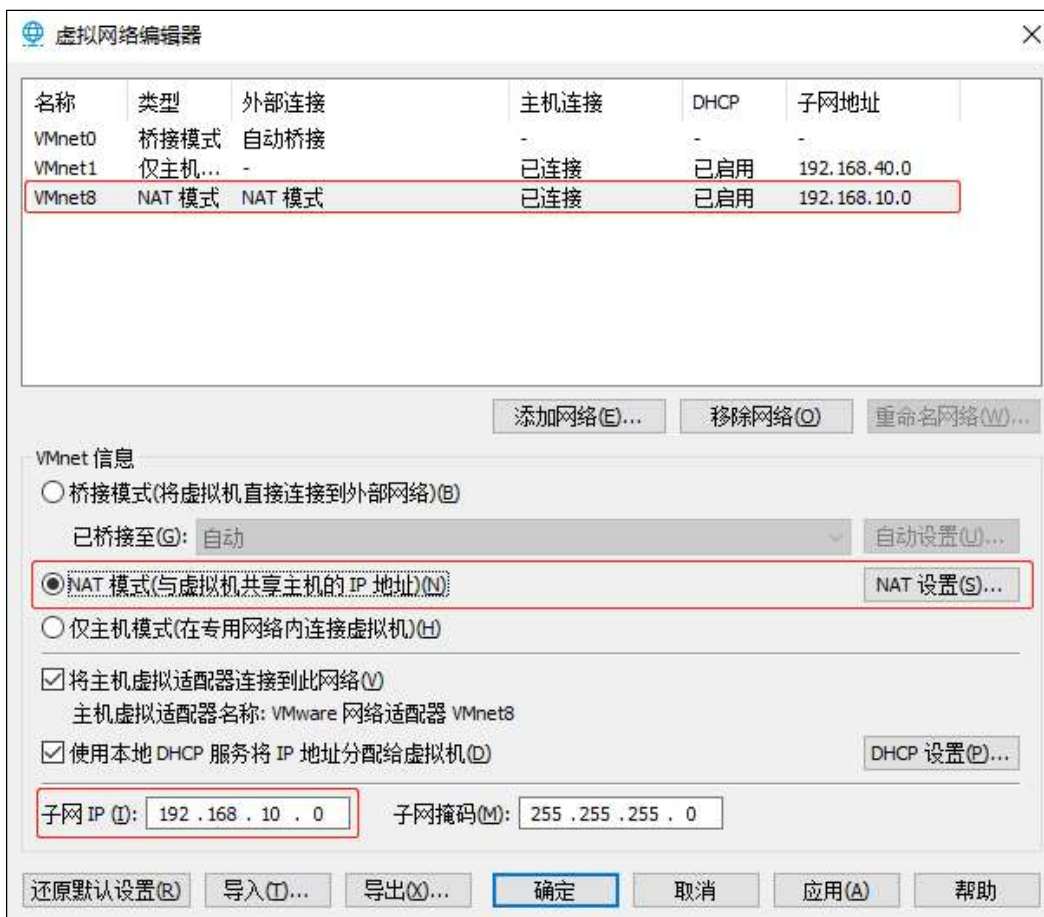 虚拟网络编辑器
名称 类型 外部连接 主机连接 DHCP 子网地址
VMnet0 桥接模式 自动桥接 - - -
VMnet1 仅主机... - 已连接 已启用 192.168.40.0
VMnet8 NAT 模式 NAT 模式 已连接 已启用 192.168.10.0
添加网络(E)... 移除网络(O) 重命名网络(W)...
VMnet 信息
桥接模式(将虚拟机直接连接到外部网络)(B)
已桥接至(G): 自动 自动设置(U)...
NAT 模式(与虚拟机共享主机的 IP 地址)(N) NAT 设置(S)...
仅主机模式(在专用网络内连接虚拟机)(H)
将主机虚拟适配器连接到此网络(V)
主机虚拟适配器名称: VMware 网络适配器 VMnet8
使用本地 DHCP 服务将 IP 地址分配给虚拟机(D) DHCP 设置(P)...
子网 IP (I): 192 . 168 . 10 . 0 子网掩码(M): 255 . 255 . 255 . 0
还原默认设置(R) 导入(T)... 导出(X)... 确定 取消 应用(A) 帮助